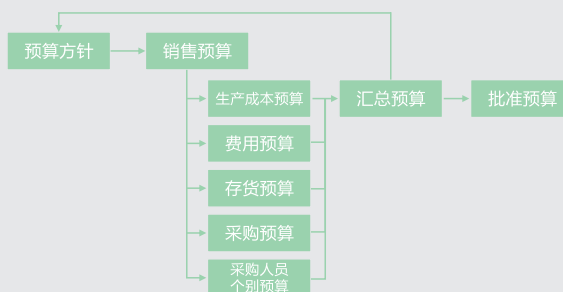 预算方针
销售预算
生产成本预算
汇总预算
批准预算
费用预算
存货预算
采购预算
采购人员
个别预算